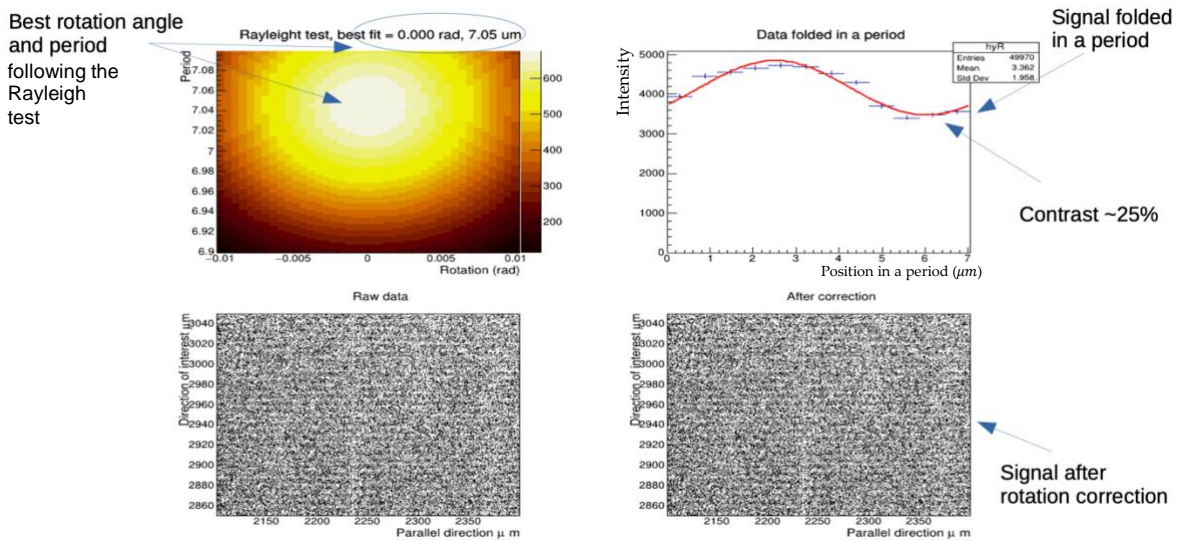 Best rotation angle
and period
following the
Rayleigh
test
Rayleight test, best fit = 0.000 rad, 7.05 um
Period
7.08
7.06
7.04
7.02
7
6.98
6.96
6.94
6.92
6.9
−0.01
−0.005
0
0.005
0.01
Rotation (rad)
600
500
400
300
200
Data folded in a period
Intensity
5000
4000
3000
2000
1000
0
0
1
2
3
4
5
6
7
Position in a period (μm)
hyR
Entries 49970
Mean 3.362
Std Dev 1.958
Signal folded
in a period
Contrast ~25%
Raw data
Direction of interest μm
3040
3020
3000
2980
2960
2940
2920
2900
2880
2860
2150
2200
2250
2300
2350
Parallel direction μ m
After correction
Direction of interest μm
3040
3020
3000
2980
2960
2940
2920
2900
2880
2860
2150
2200
2250
2300
2350
Parallel direction μ m
Signal after
rotation correction